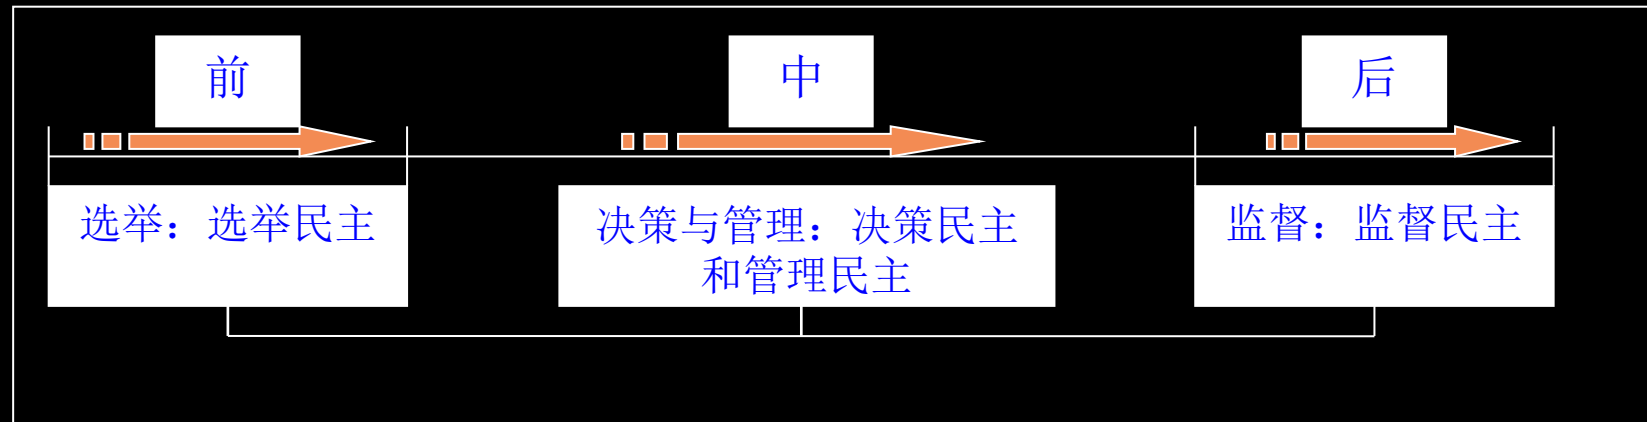 前
中
后
选举：选举民主
决策与管理：决策民主
和管理民主
监督：监督民主